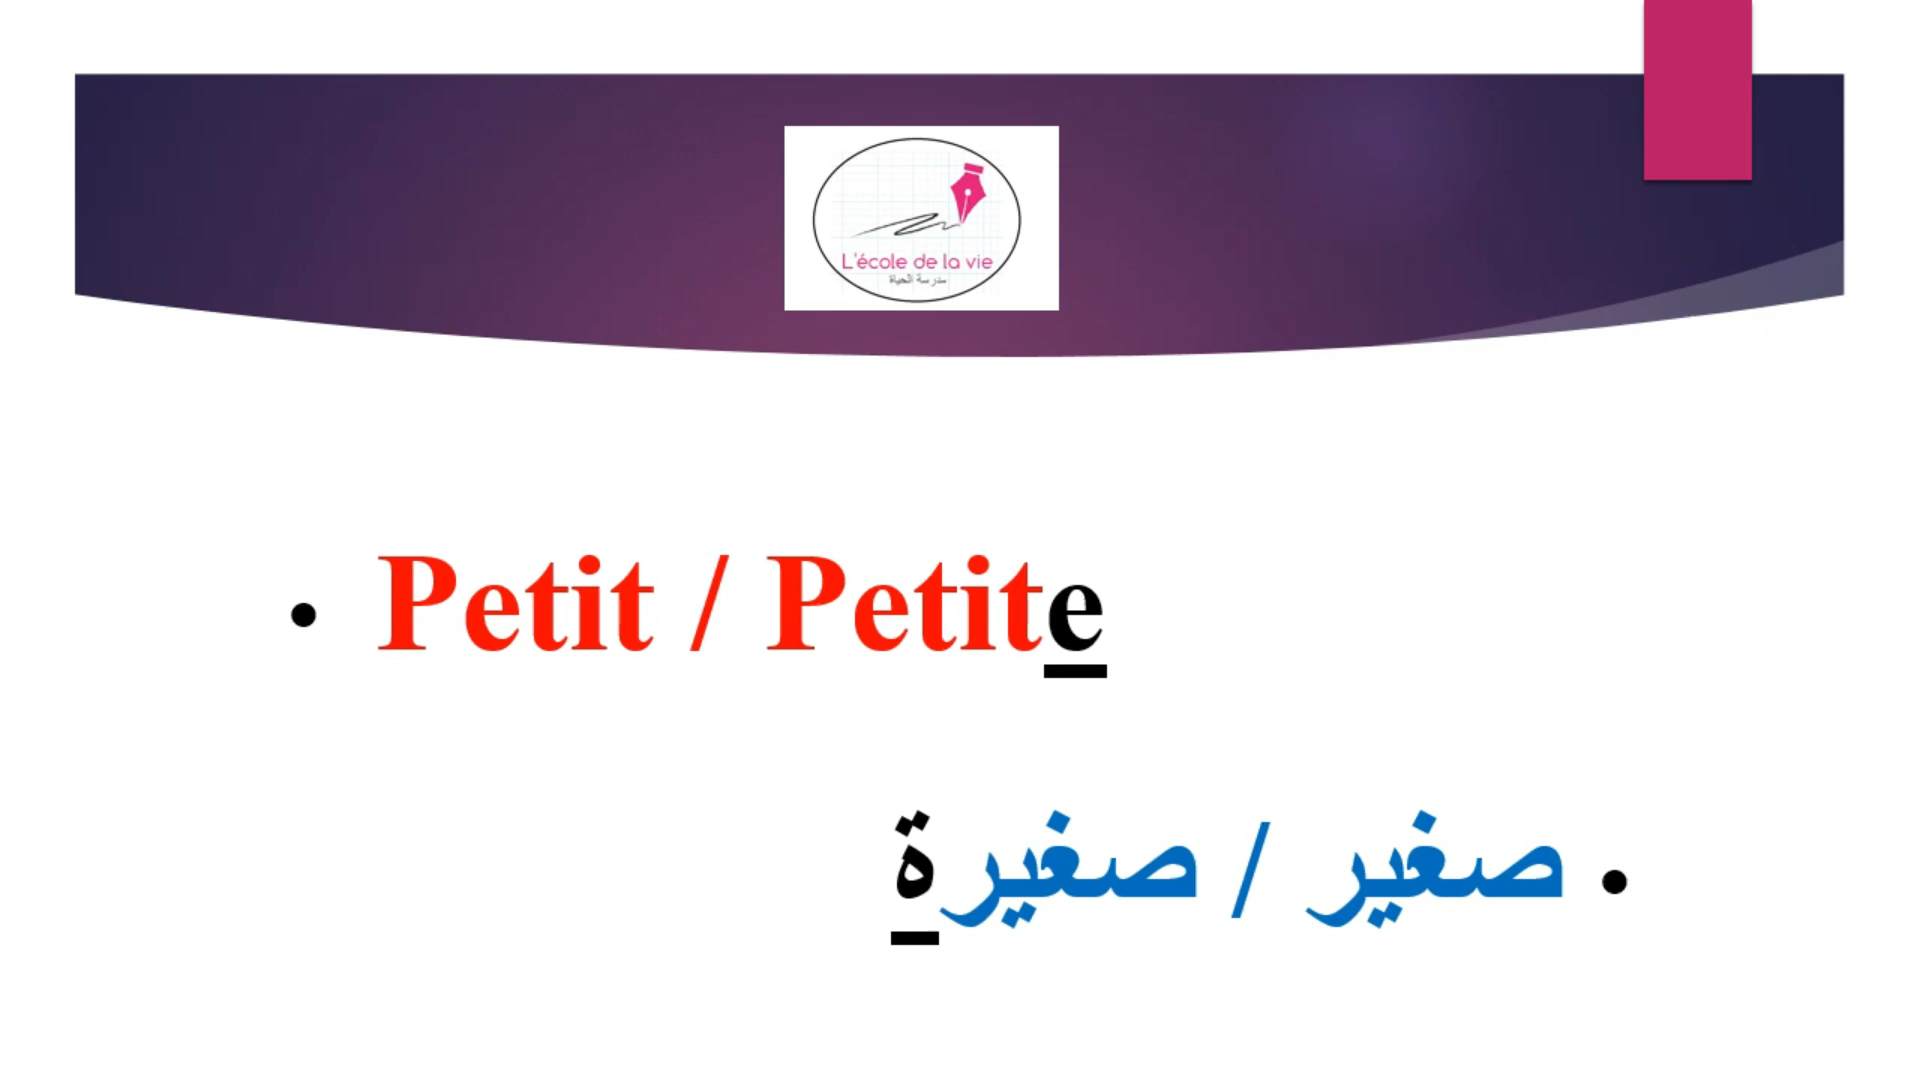 L'école de la vie
مدرسة الحياة
• Petit / Petite
• صغير / صغيرة